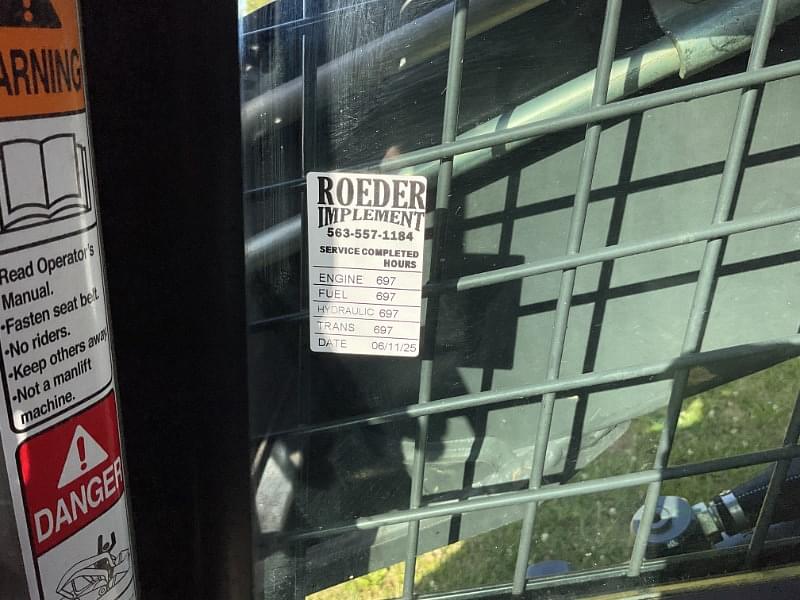 ARNING
Read Operator's
Manual.
•Fasten seat belt.
•No riders.
•Keep others away.
•Not a manlift
machine.
DANGER
ROEDER
IMPLEMENT
563-557-1184
SERVICE COMPLETED
HOURS
ENGINE 697
FUEL 697
HYDRAULIC 697
TRANS 697
DATE 06/11/25